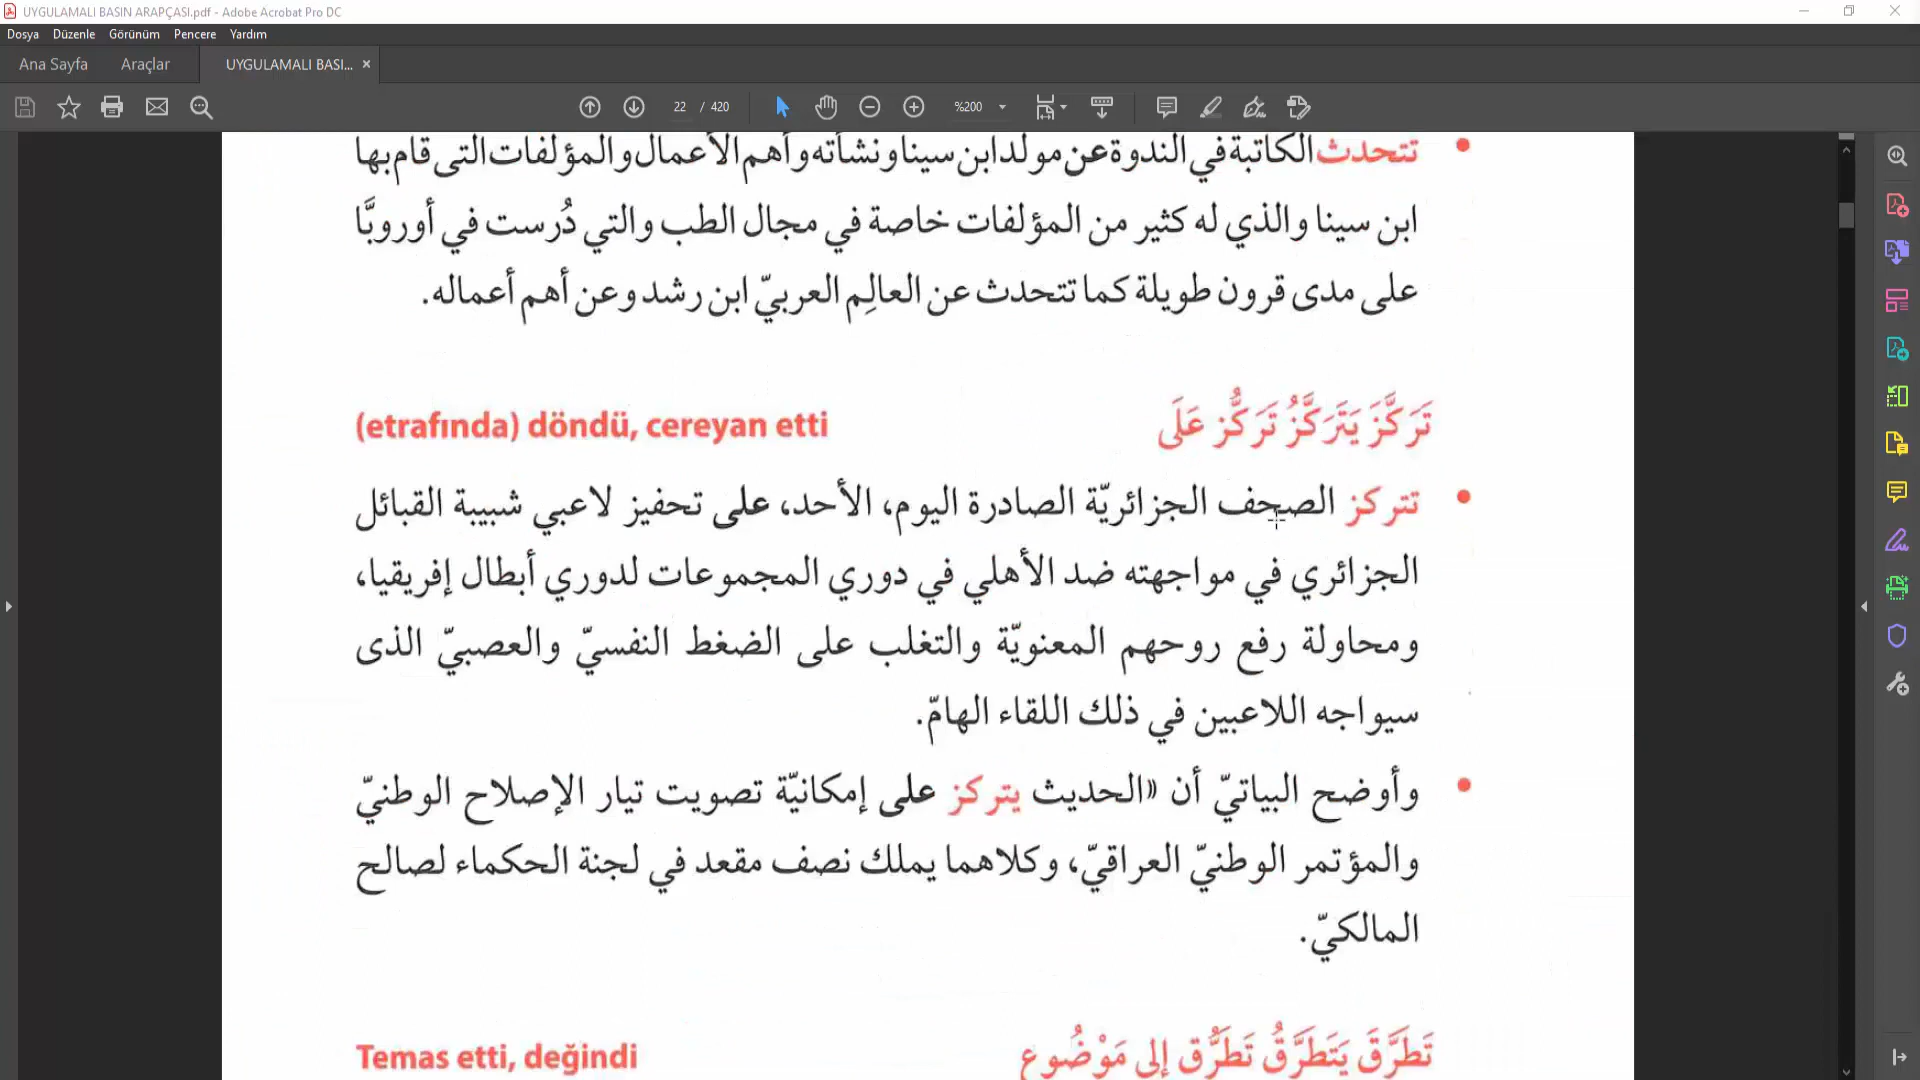 UYGULAMALI BASIN ARAPÇASI.pdf - Adobe Acrobat Pro DC
Dosya Düzenle Görünüm Pencere Yardım
Ana Sayfa Araçlar UYGULAMALI BASI... ×
22 / 420 %200
تتحدث الكاتبة في الندوة عن مولد ابن سينا ونشأته وأهم الأعمال والمؤلفات التى قام بها
ابن سينا والذي له كثير من المؤلفات خاصة في مجال الطب والتي دُرست في أوروبَّا
على مدى قرون طويلة كما تتحدث عن العالِم العربيّ ابن رشد وعن أهم أعماله.
تَرَكَّزَ يَتَرَكَّزُ تَرَكُّز عَلَى
(etrafında) döndü, cereyan etti
• تتركز الصحف الجزائريّة الصادرة اليوم، الأحد، على تحفيز لاعبي شبيبة القبائل
الجزائري في مواجهته ضد الأهلي في دوري المجموعات لدوري أبطال إفريقيا،
ومحاولة رفع روحهم المعنويّة والتغلب على الضغط النفسيّ والعصبيّ الذى
سيواجه اللاعبين في ذلك اللقاء الهامّ.
• وأوضح البياتيّ أن «الحديث يتركز على إمكانيّة تصويت تيار الإصلاح الوطنيّ
والمؤتمر الوطنيّ العراقيّ، وكلاهما يملك نصف مقعد في لجنة الحكماء لصالح
المالكيّ.
تَطَرَّقَ يَتَطَرَّقُ تَطَرُّق إلى مَوْضُوع
Temas etti, değindi